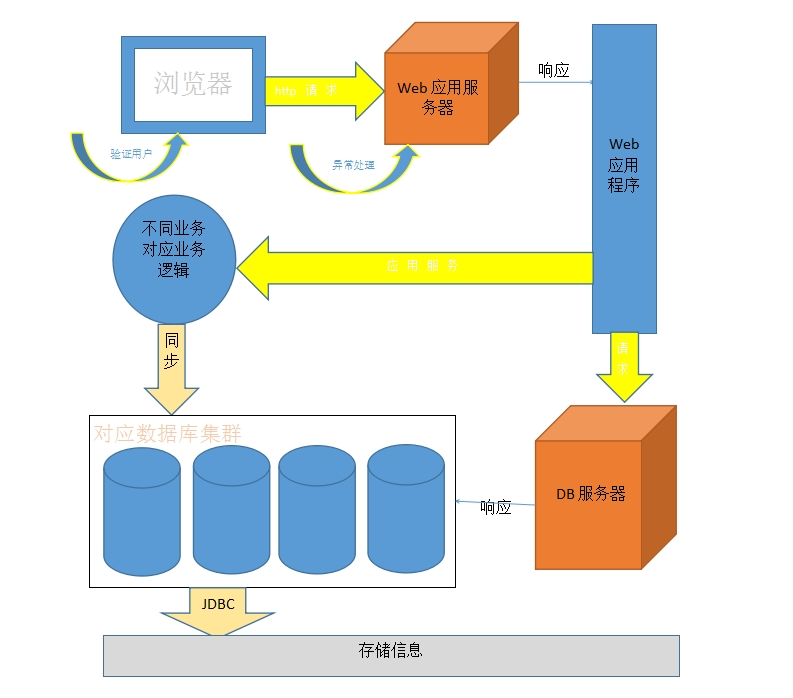 浏览器
http 请 求
Web 应用服
务器
响应
Web
应用
程序
验证用户
异常处理
不同业务
对应业务
逻辑
应 用 服 务
同
步
请
求
对应数据库集群
DB 服务器
响应
JDBC
存储信息